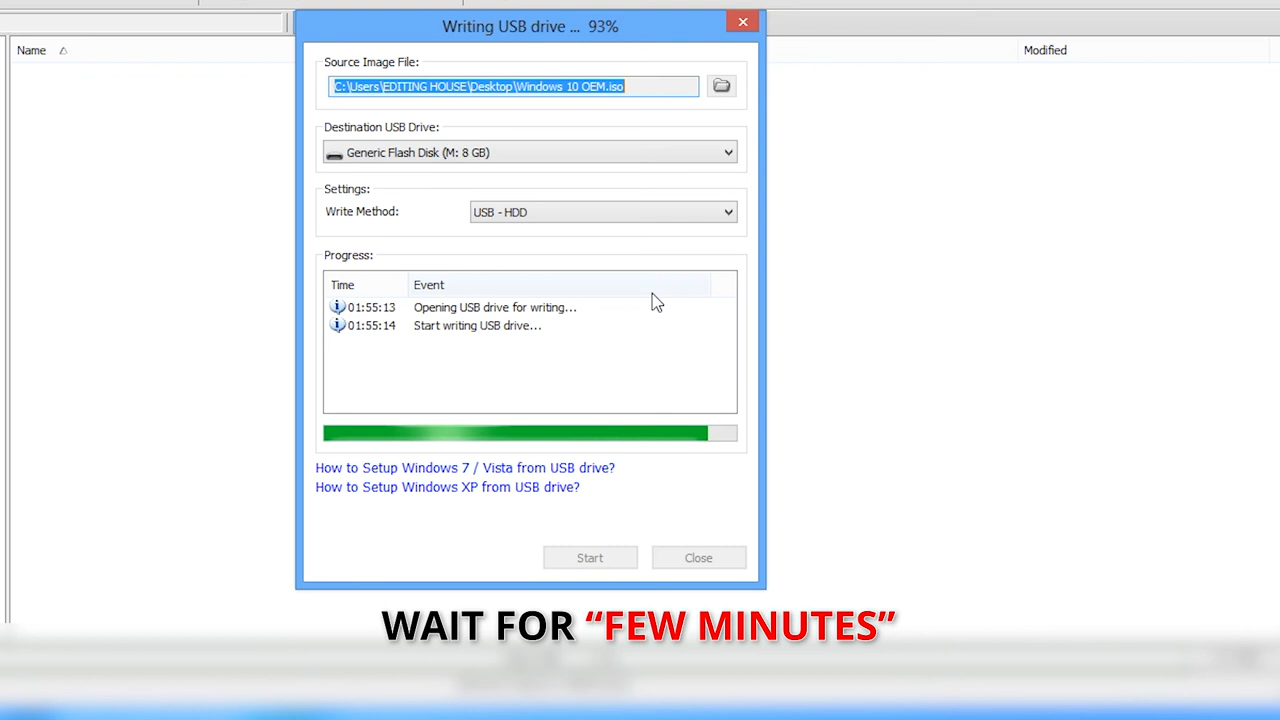 Writing USB drive ... 93%
Name
Modified
Source Image File:
C:\Users\EDITING HOUSE\Desktop\Windows 10 OEM.iso
Destination USB Drive:
Generic Flash Disk (M: 8 GB)
Settings:
Write Method:
USB - HDD
Progress:
Time Event
01:55:13 Opening USB drive for writing...
01:55:14 Start writing USB drive...
How to Setup Windows 7 / Vista from USB drive?
How to Setup Windows XP from USB drive?
Start Close
WAIT FOR “FEW MINUTES”